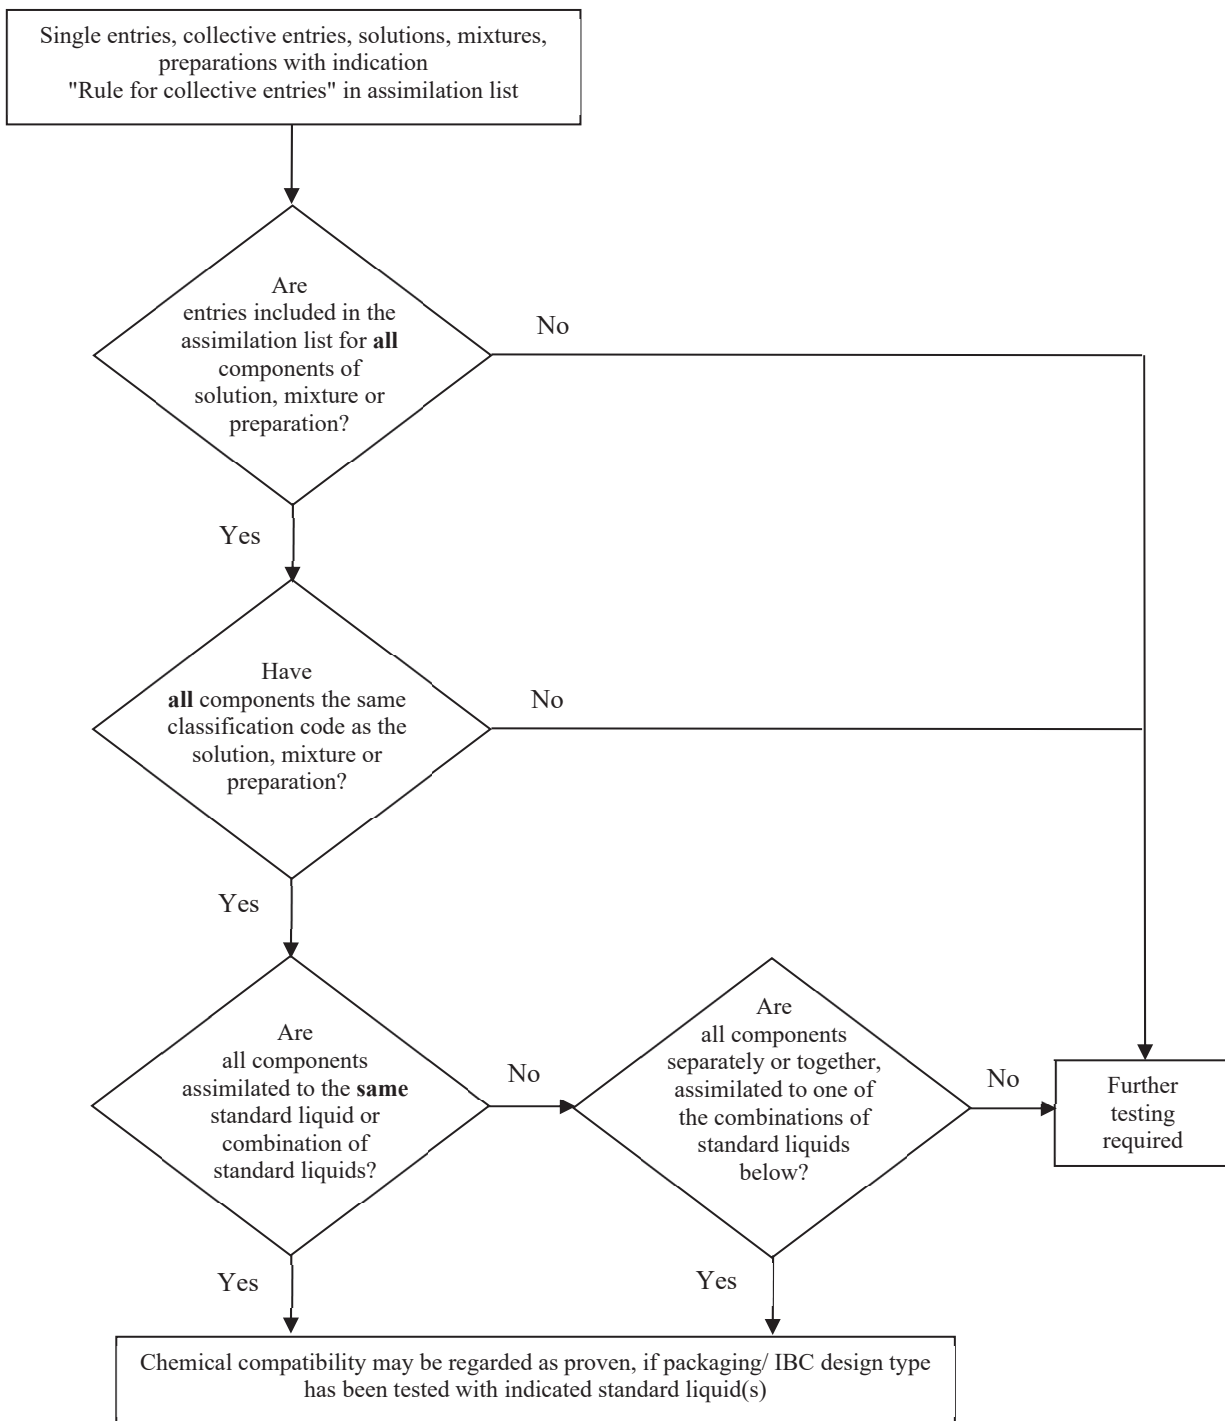 Single entries, collective entries, solutions, mixtures,
preparations with indication
"Rule for collective entries" in assimilation list
Are
entries included in the
assimilation list for all
components of
solution, mixture or
preparation?
No
Yes
Have
all components the same
classification code as the
solution, mixture or
preparation?
No
Yes
Are
all components
assimilated to the same
standard liquid or
combination of
standard liquids?
No
Are
all components
separately or together,
assimilated to one of
the combinations of
standard liquids
below?
No
Further
testing
required
Yes
Yes
Chemical compatibility may be regarded as proven, if packaging/ IBC design type
has been tested with indicated standard liquid(s)